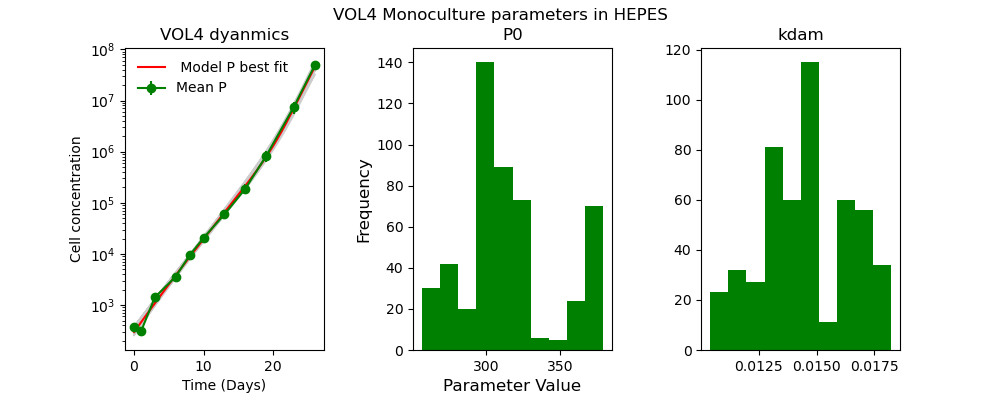 VOL4 Monoculture parameters in HEPES
VOL4 dyanmics
Model P best fit
Mean P
10^8
10^7
10^6
10^5
10^4
10^3
Cell concentration
0 10 20
Time (Days)
P0
140
120
100
80
60
40
20
0
Frequency
300 350
Parameter Value
kdam
120
100
80
60
40
20
0
0.0125 0.0150 0.0175